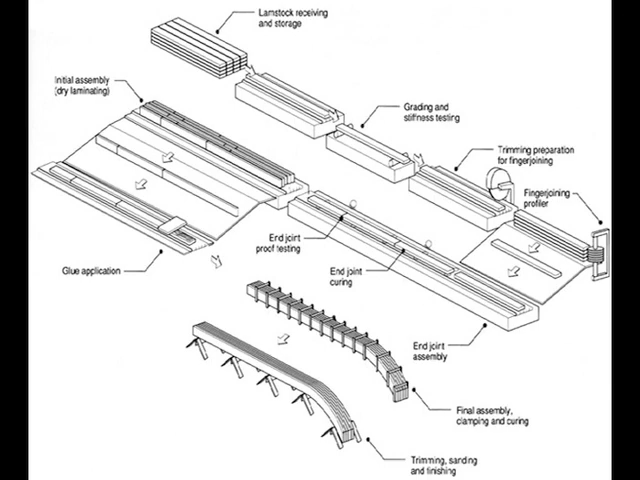 Lamstock receiving
and storage
Initial assembly
(dry laminating)
Grading and
stiffness testing
Trimming preparation
for fingerjoining
Fingerjoining
profiler
End joint
proof testing
End joint
curing
Glue application
End joint
assembly
Final assembly,
clamping and curing
Trimming, sanding
and finishing